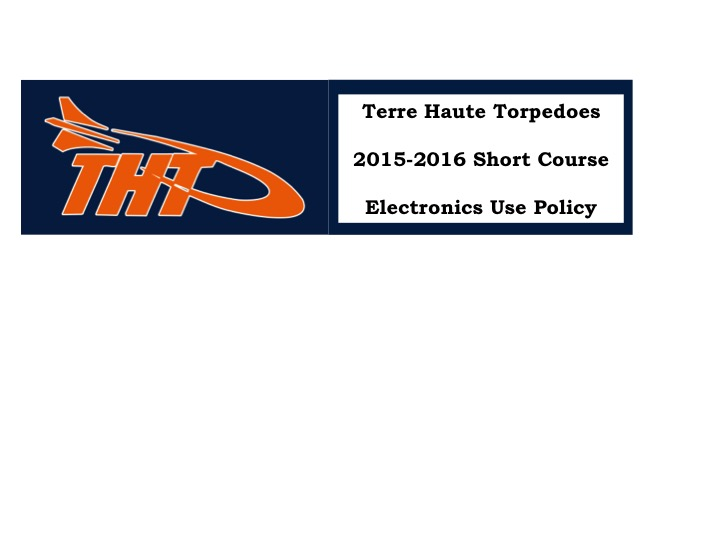 THT
Terre Haute Torpedoes
2015-2016 Short Course
Electronics Use Policy